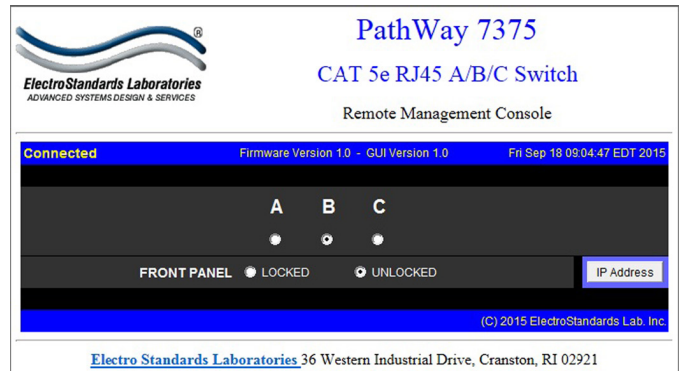 PathWay 7375
CAT 5e RJ45 A/B/C Switch
Remote Management Console
®
ElectroStandards Laboratories
ADVANCED SYSTEMS DESIGN & SERVICES
Connected Firmware Version 1.0 - GUI Version 1.0 Fri Sep 18 09:04:47 EDT 2015
A B C
FRONT PANEL LOCKED UNLOCKED IP Address
(C) 2015 ElectroStandards Lab. Inc.
Electro Standards Laboratories 36 Western Industrial Drive, Cranston, RI 02921